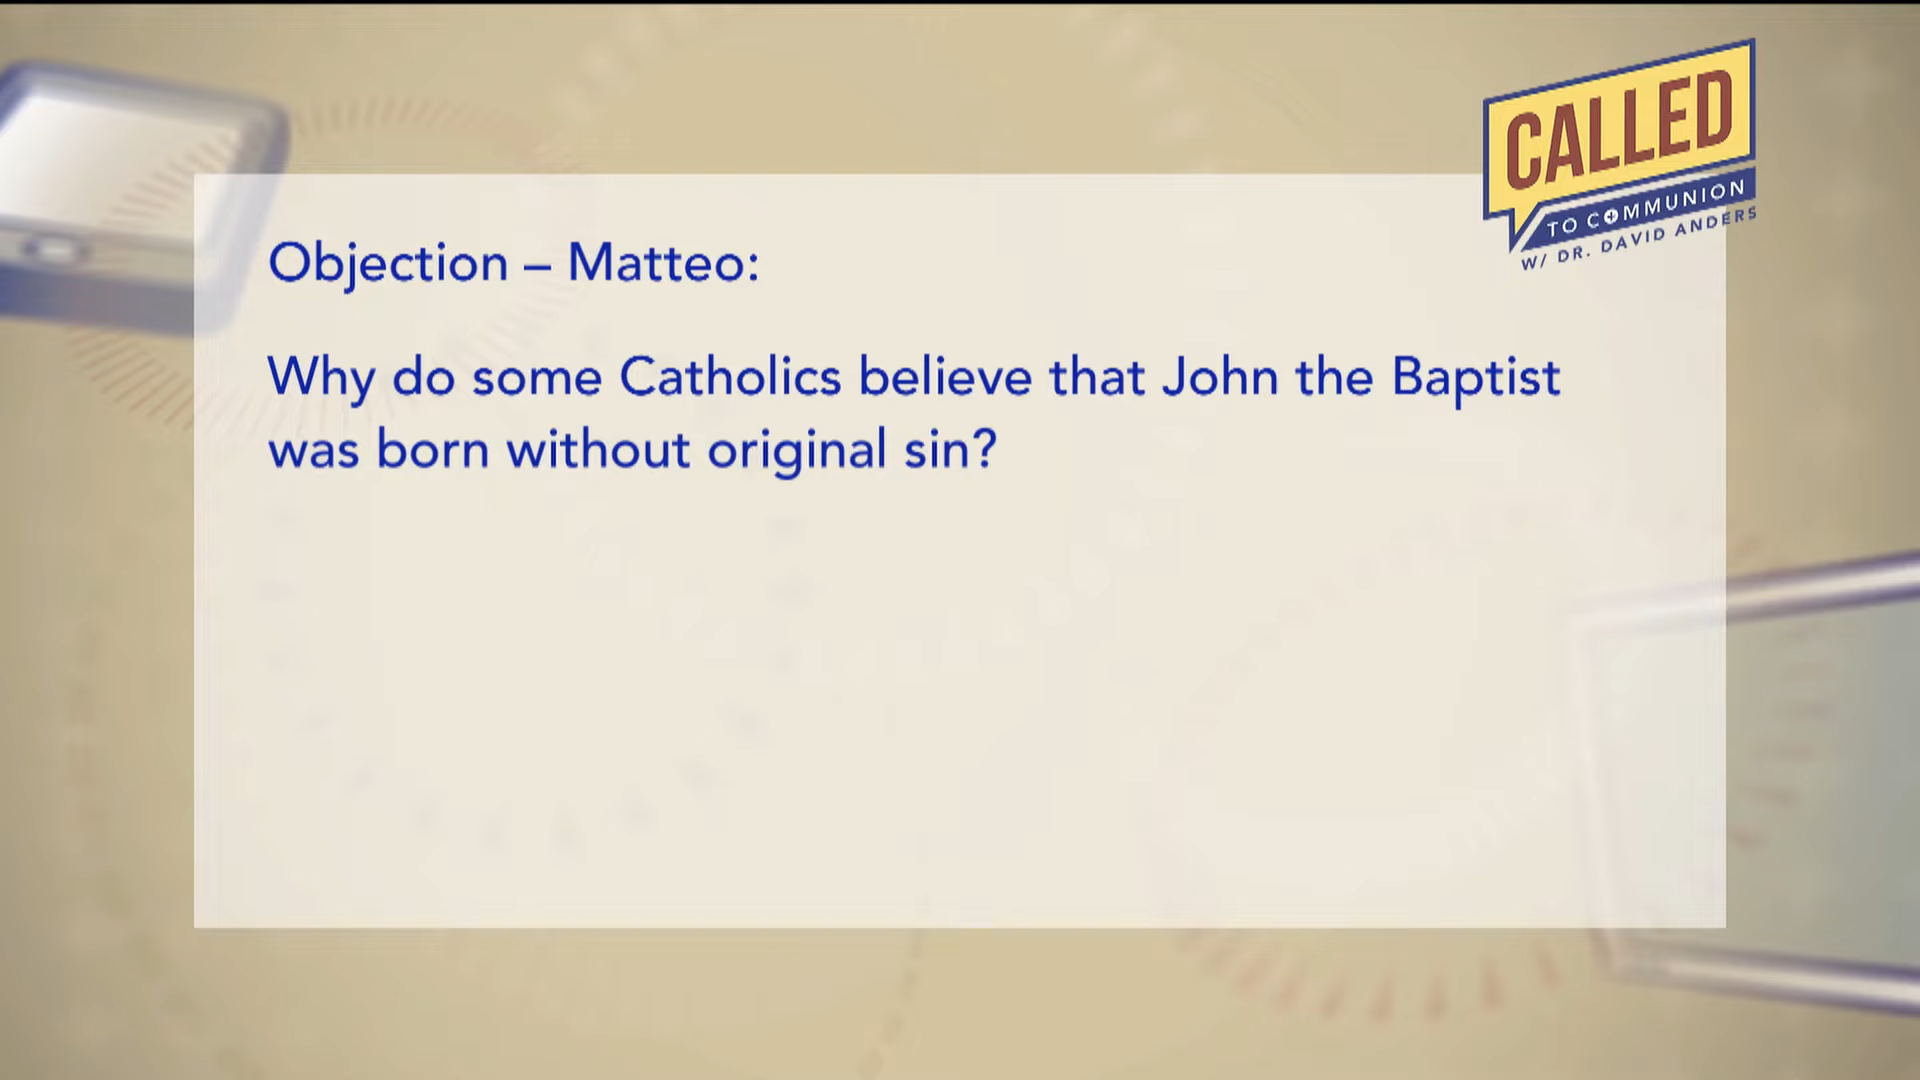 CALLED
TO COMMUNION
W/ DR. DAVID ANDERS
Objection – Matteo:
Why do some Catholics believe that John the Baptist
was born without original sin?